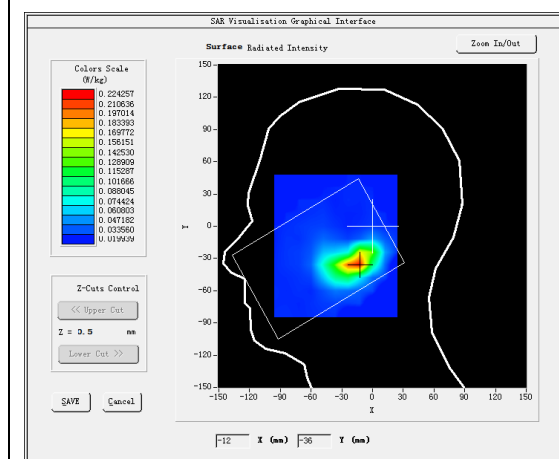 SAR Visualisation Graphical Interface
Surface Radiated Intensity
Zoom In/Out
Colors Scale
(W/kg)
0.224257
0.210636
0.197014
0.183393
0.169772
0.156151
0.142530
0.128909
0.115287
0.101666
0.088045
0.074424
0.060803
0.047182
0.033560
0.019939
150
120
90
60
30
0
-30
-60
-90
-120
-150
Y
-150 -120 -90 -60 -30 0 30 60 90 120 150
X
Z-Cuts Control
<< Upper Cut
Z = 0.5 mm
Lower Cut >>
SAVE Cancel
-12 X (mm) -36 Y (mm)